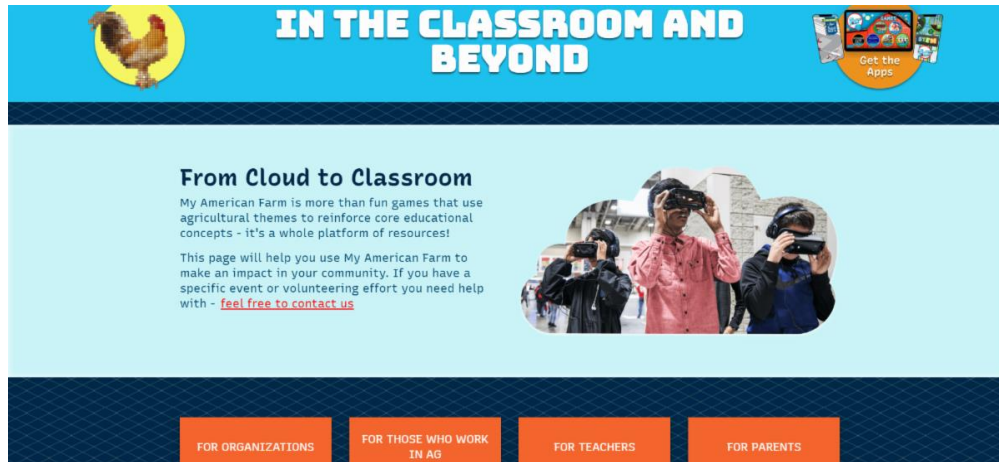 IN THE CLASSROOM AND
BEYOND
Get the
Apps
From Cloud to Classroom
My American Farm is more than fun games that use
agricultural themes to reinforce core educational
concepts - it's a whole platform of resources!
This page will help you use My American Farm to
make an impact in your community. If you have a
specific event or volunteering effort you need help
with - feel free to contact us
FOR ORGANIZATIONS
FOR THOSE WHO WORK
IN AG
FOR TEACHERS
FOR PARENTS